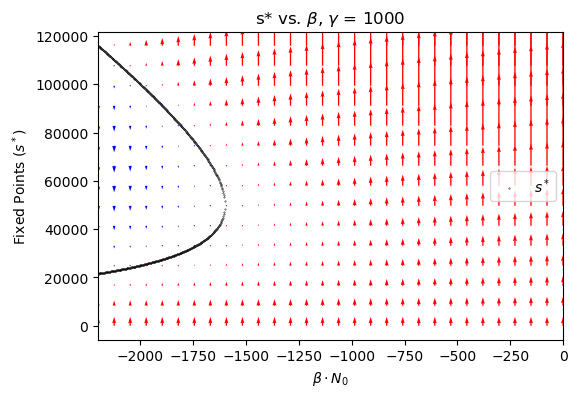 s* vs. β, γ = 1000
120000
100000
80000
60000
40000
20000
0
Fixed Points (s*)
s*
−2000 −1750 −1500 −1250 −1000 −750 −500 −250 0
β · N₀